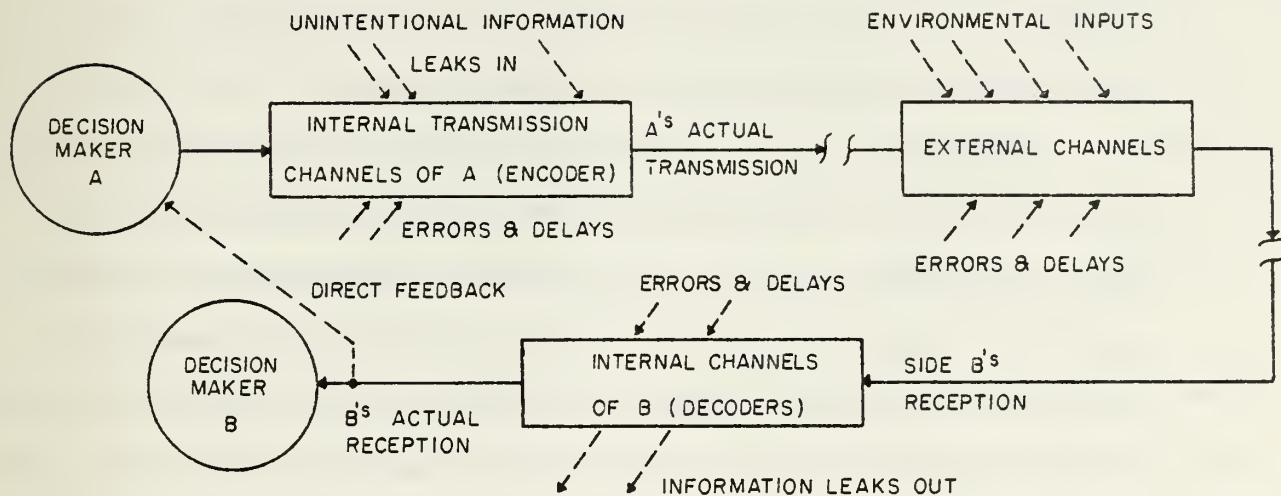 UNINTENTIONAL INFORMATION
LEAKS IN
ENVIRONMENTAL INPUTS
DECISION
MAKER
A
INTERNAL TRANSMISSION
CHANNELS OF A (ENCODER)
A'S ACTUAL
TRANSMISSION
EXTERNAL CHANNELS
ERRORS & DELAYS
ERRORS & DELAYS
DIRECT FEEDBACK
ERRORS & DELAYS
DECISION
MAKER
B
B'S ACTUAL
RECEPTION
INTERNAL CHANNELS
OF B (DECODERS)
SIDE B'S
RECEPTION
INFORMATION LEAKS OUT